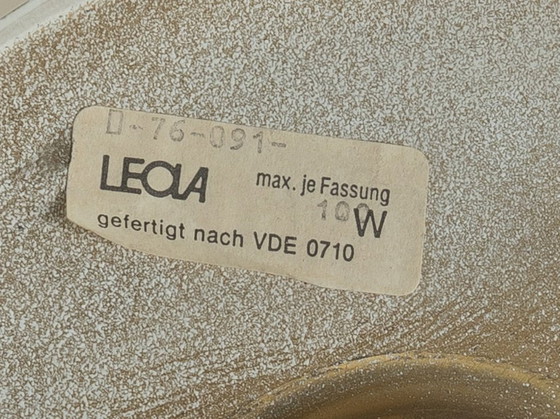 D-76-091-
LEOLA max. je Fassung
100W
gefertigt nach VDE 0710